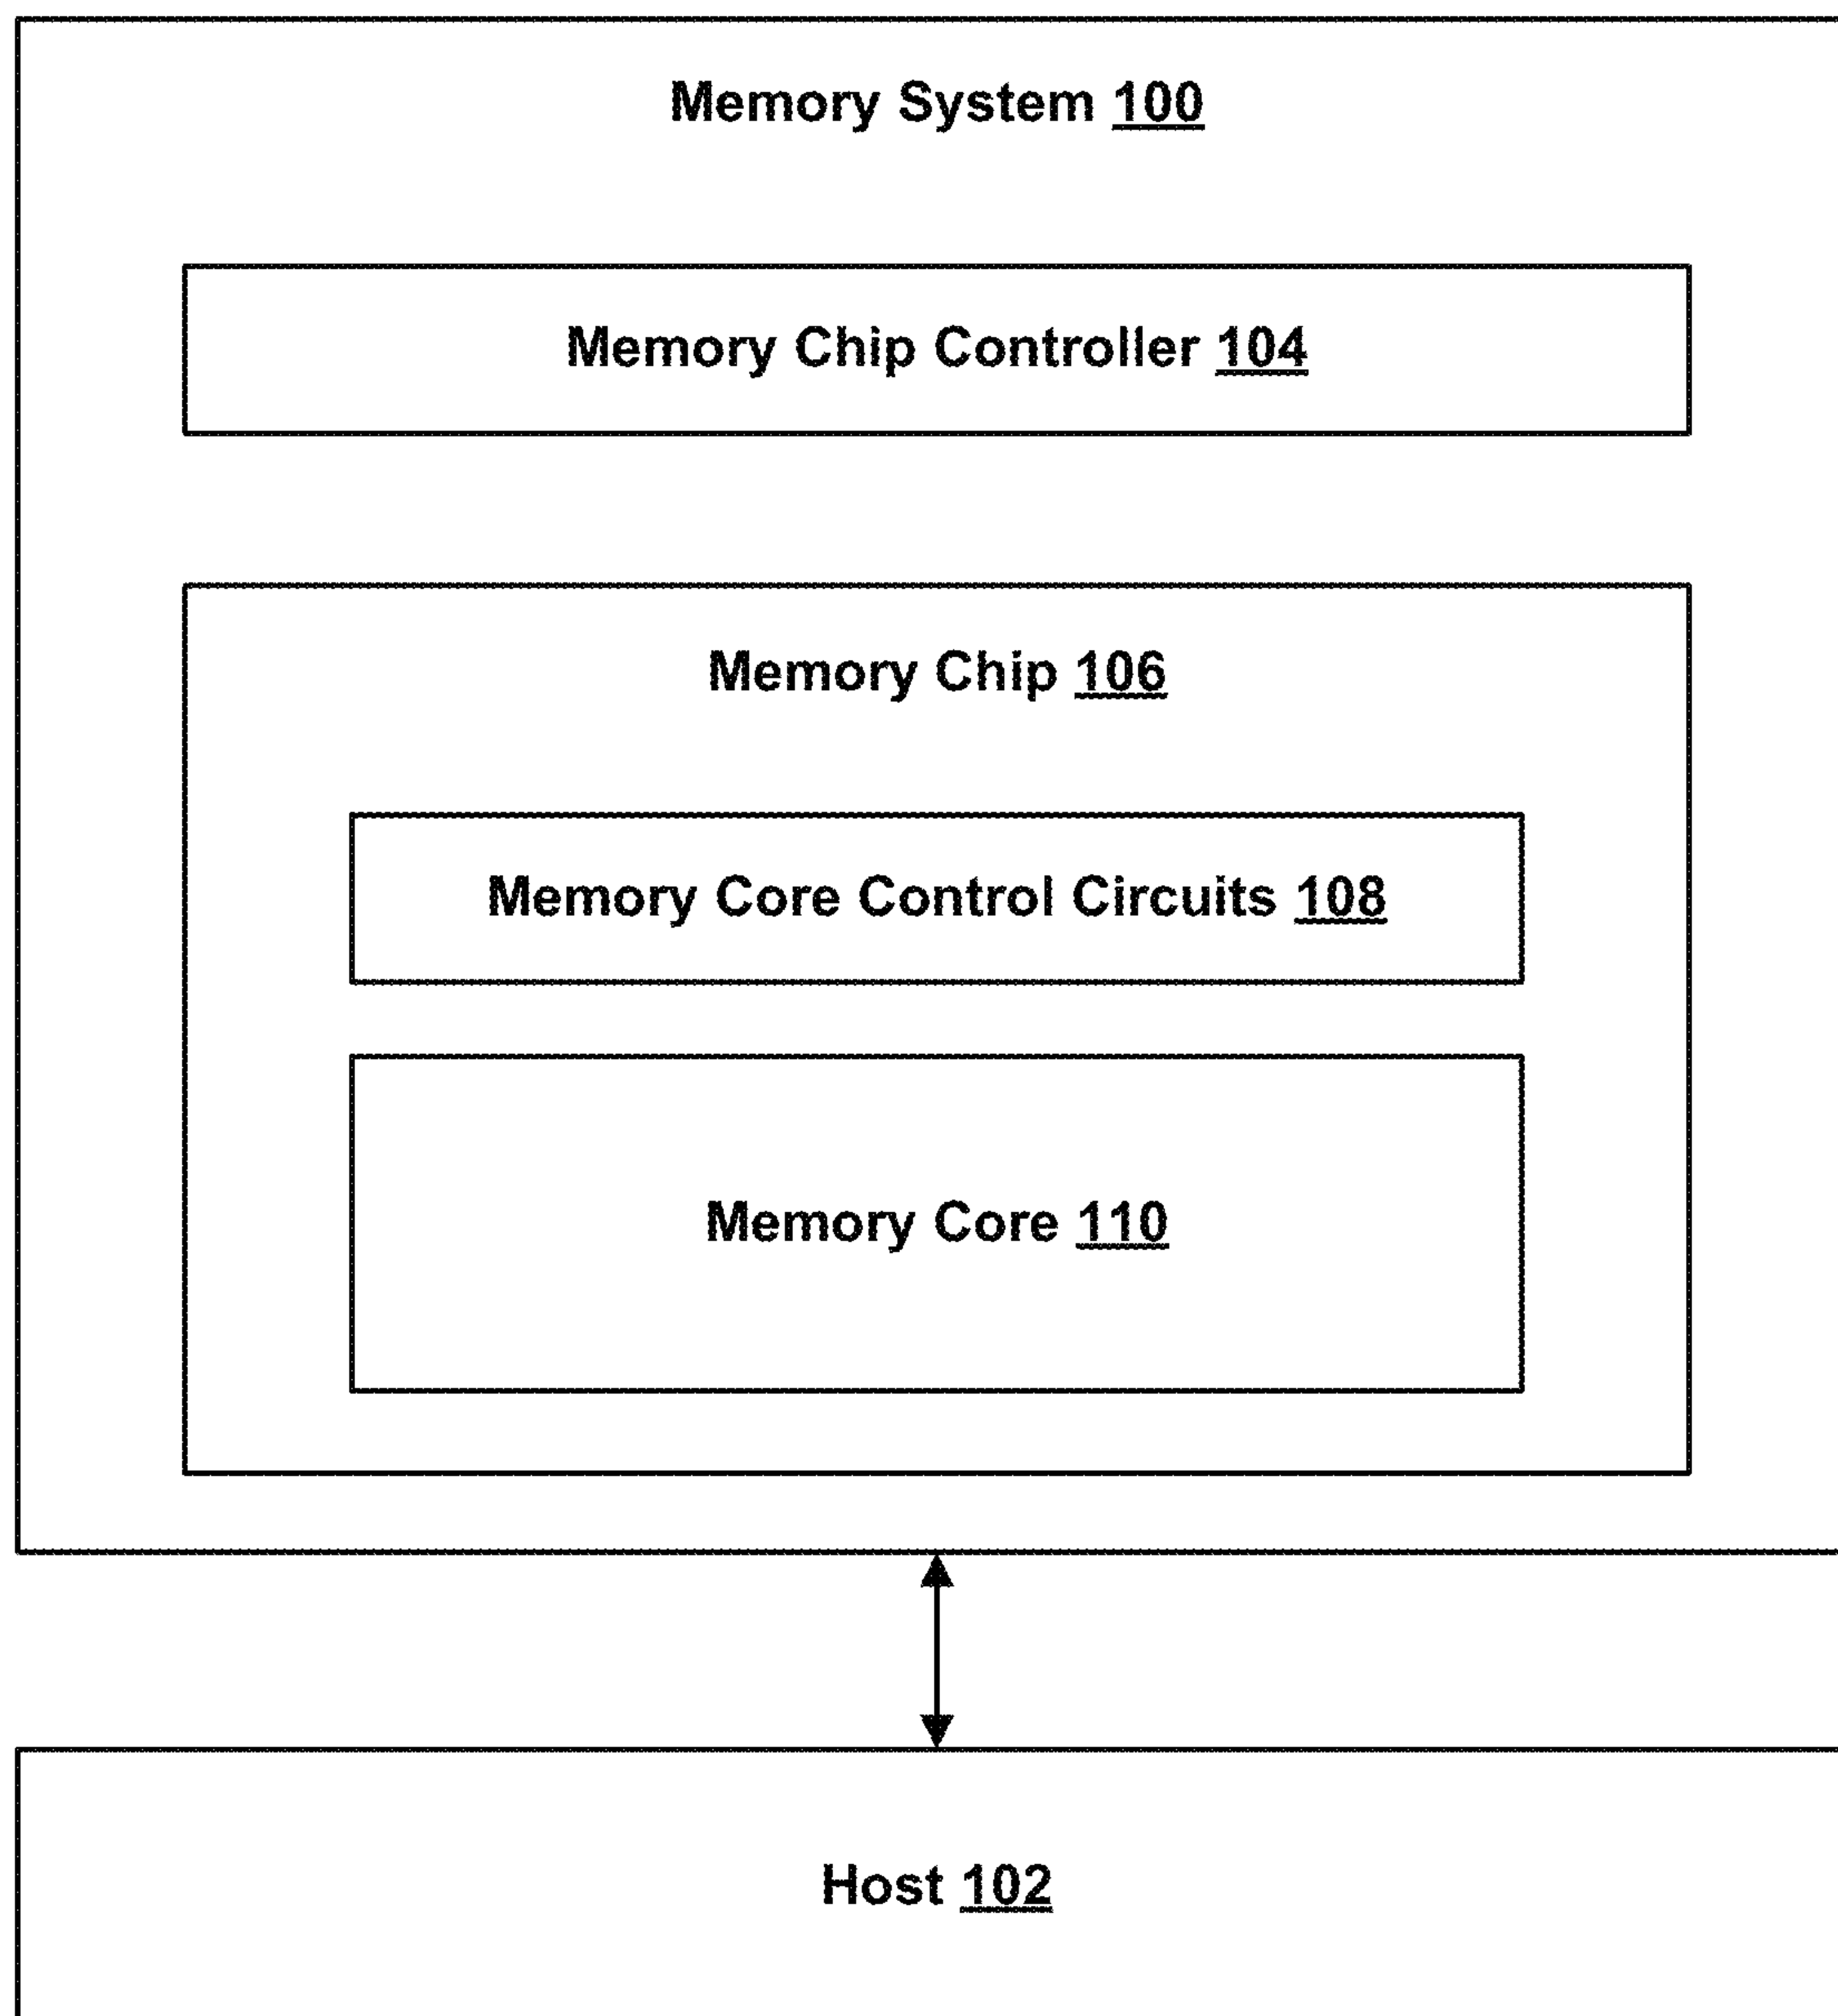 Memory System 100
Memory Chip Controller 104
Memory Chip 106
Memory Core Control Circuits 108
Memory Core 110
Host 102